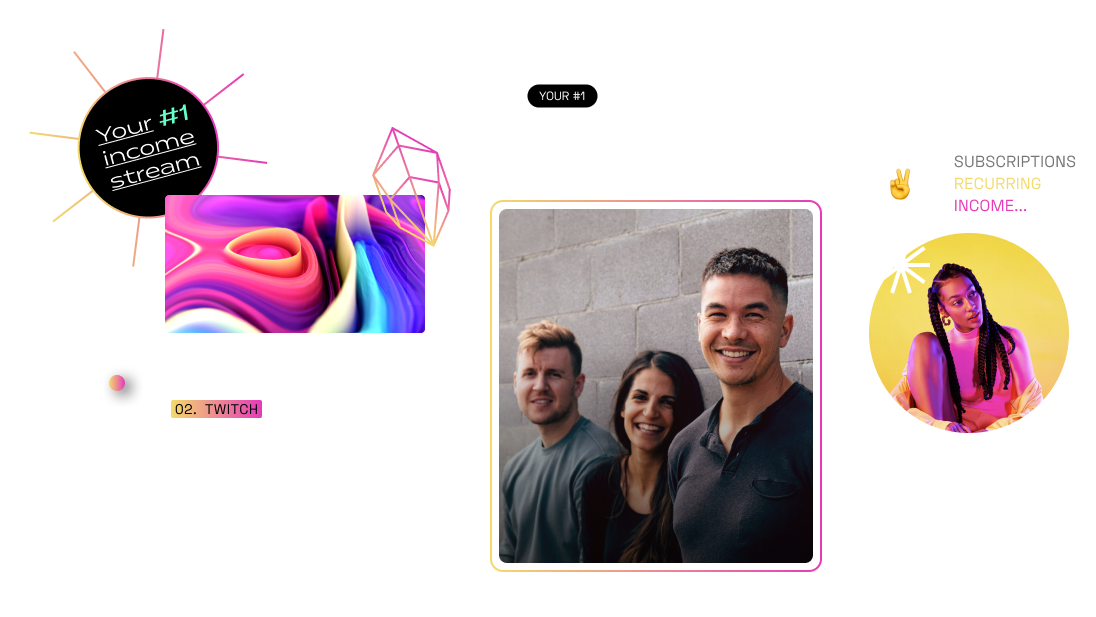 Your #1
income
stream
YOUR #1
SUBSCRIPTIONS
RECURRING
INCOME...
02. TWITCH